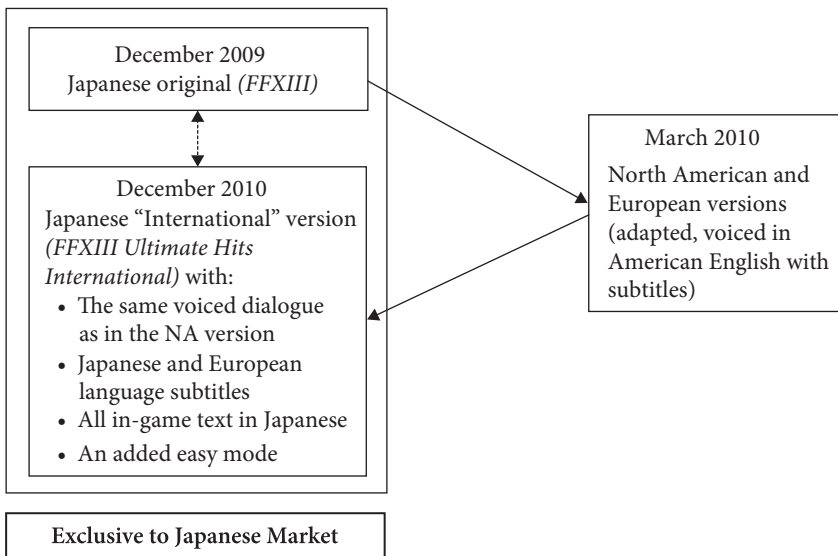 December 2009
Japanese original (FFXIII)
December 2010
Japanese “International” version
(FFXIII Ultimate Hits
International) with:
• The same voiced dialogue
as in the NA version
• Japanese and European
language subtitles
• All in-game text in Japanese
• An added easy mode
March 2010
North American and
European versions
(adapted, voiced in
American English with
subtitles)
Exclusive to Japanese Market